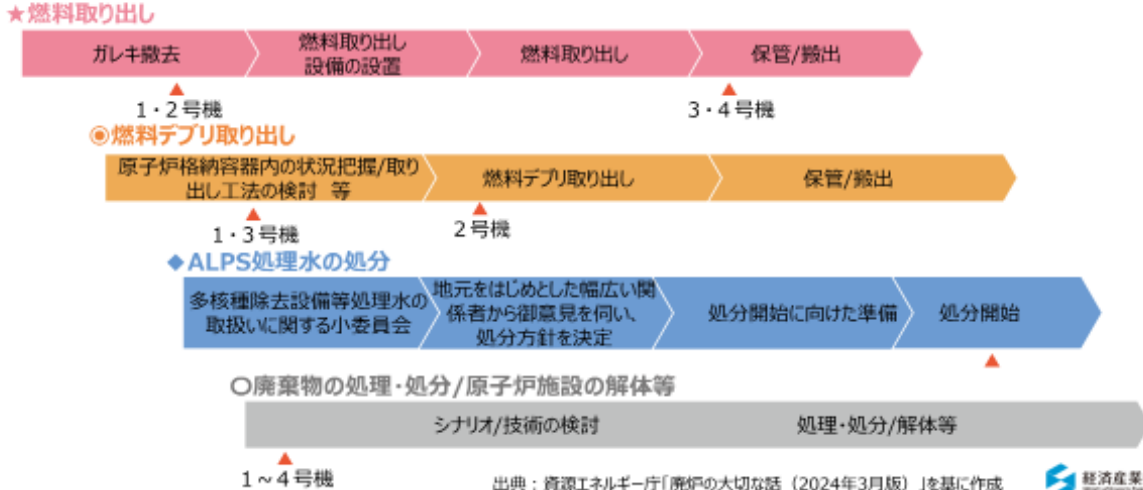 ★燃料取り出し
ガレキ撤去
燃料取り出し
設備の設置
燃料取り出し
保管/搬出
1・2号機
3・4号機
◉燃料デブリ取り出し
原子炉格納容器内の状況把握/取り
出し工法の検討 等
燃料デブリ取り出し
保管/搬出
1・3号機
2号機
◆ALPS処理水の処分
多核種除去設備等処理水の
取扱いに関する小委員会
地元をはじめとした幅広い関
係者から御意見を伺い、
処分方針を決定
処分開始に向けた準備
処分開始
〇廃棄物の処理・処分/原子炉施設の解体等
シナリオ/技術の検討
処理・処分/解体等
1~4号機
出典:資源エネルギー庁「廃炉の大切な話(2024年3月版)」を基に作成
経済産業